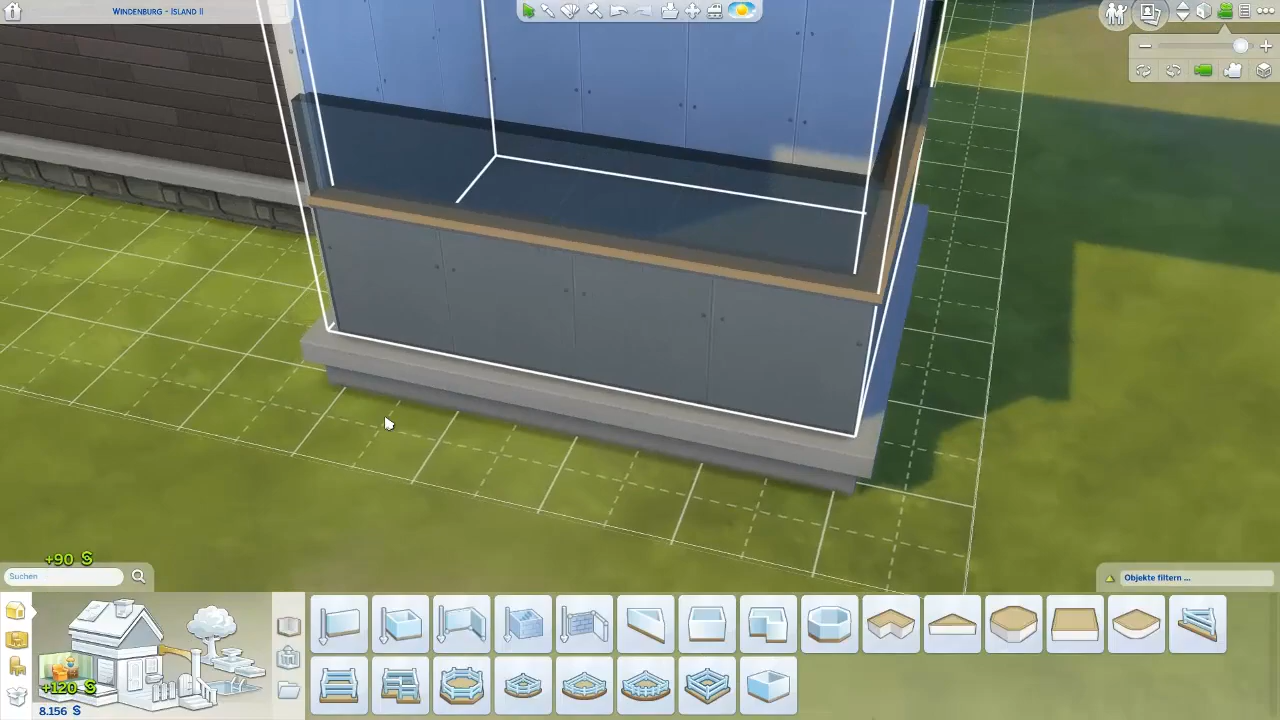 Windenburg - Island II
+90 §
Suchen
Objekte filtern ...
+120 §
8.156 §